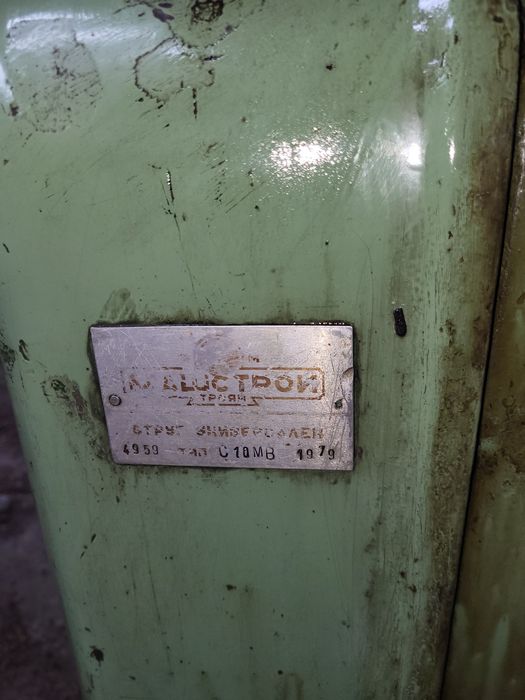 МАШСТРОЙ
ТРОЯН
СТРУГ УНИВЕРСАЛЕН
4959 ТИП С10МВ 1979